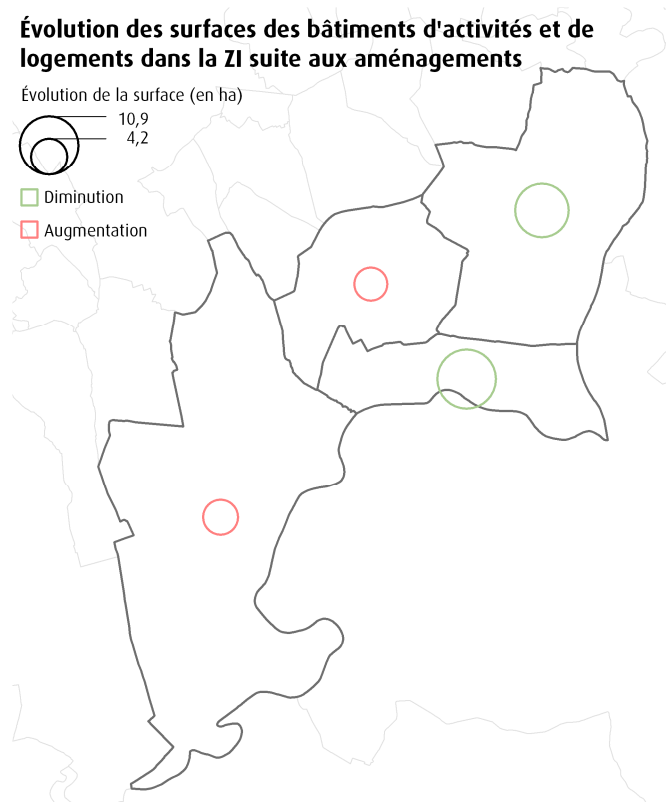 Évolution des surfaces des bâtiments d'activités et de
logements dans la ZI suite aux aménagements
Évolution de la surface (en ha)
10,9
4,2
Diminution
Augmentation